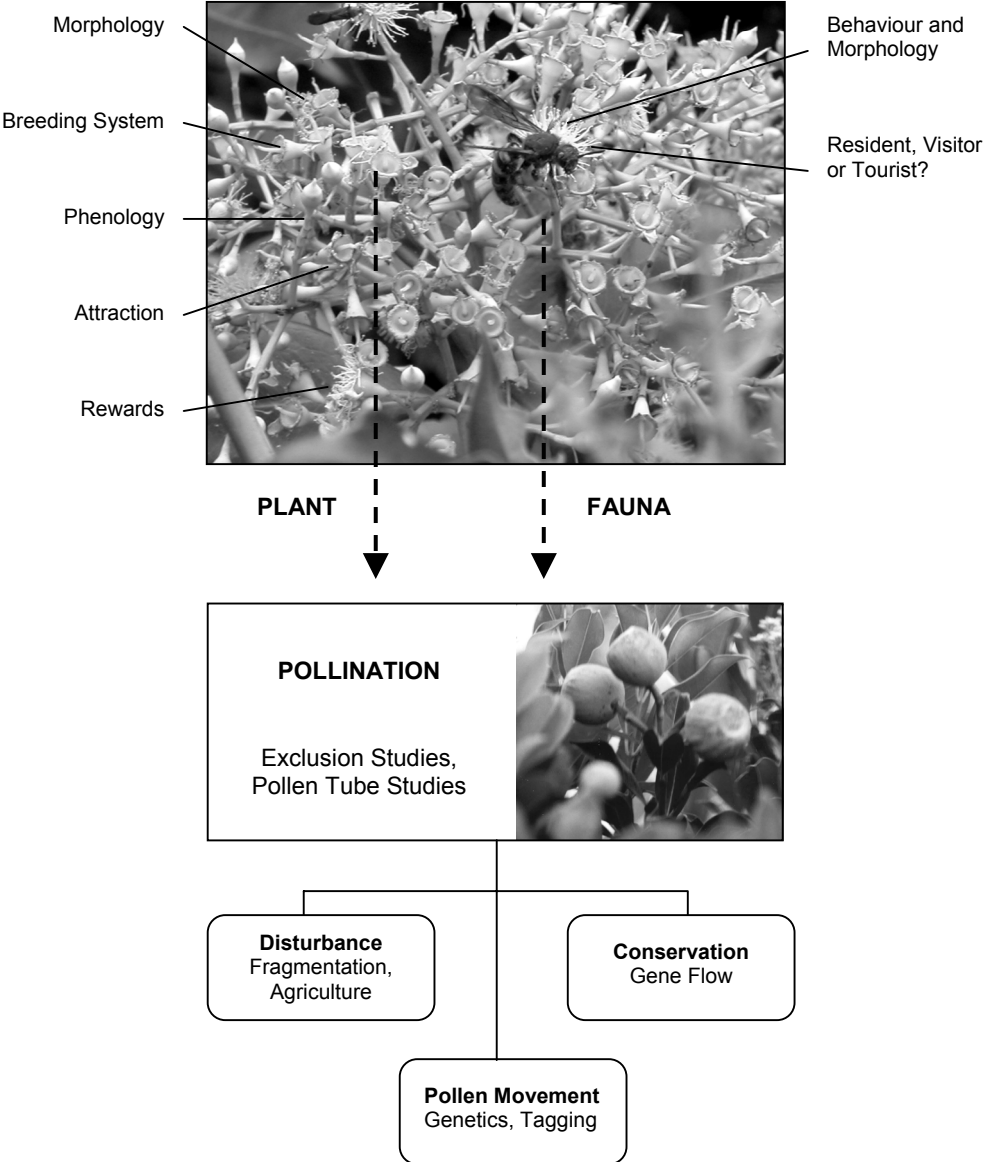 Morphology
Breeding System
Phenology
Attraction
Rewards
Behaviour and
Morphology
Resident, Visitor
or Tourist?
PLANT
FAUNA
POLLINATION
Exclusion Studies,
Pollen Tube Studies
Disturbance
Fragmentation,
Agriculture
Conservation
Gene Flow
Pollen Movement
Genetics, Tagging